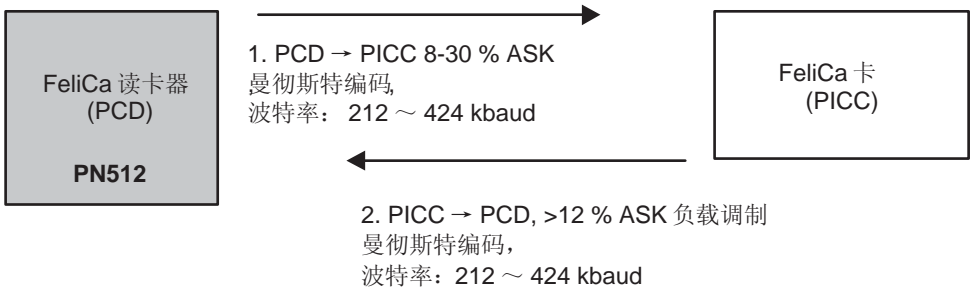 FeliCa 读卡器
(PCD)
PN512
1. PCD → PICC 8-30 % ASK
曼彻斯特编码,
波特率： 212 ～ 424 kbaud
FeliCa 卡
(PICC)
2. PICC → PCD, >12 % ASK 负载调制
曼彻斯特编码，
波特率：212 ～ 424 kbaud